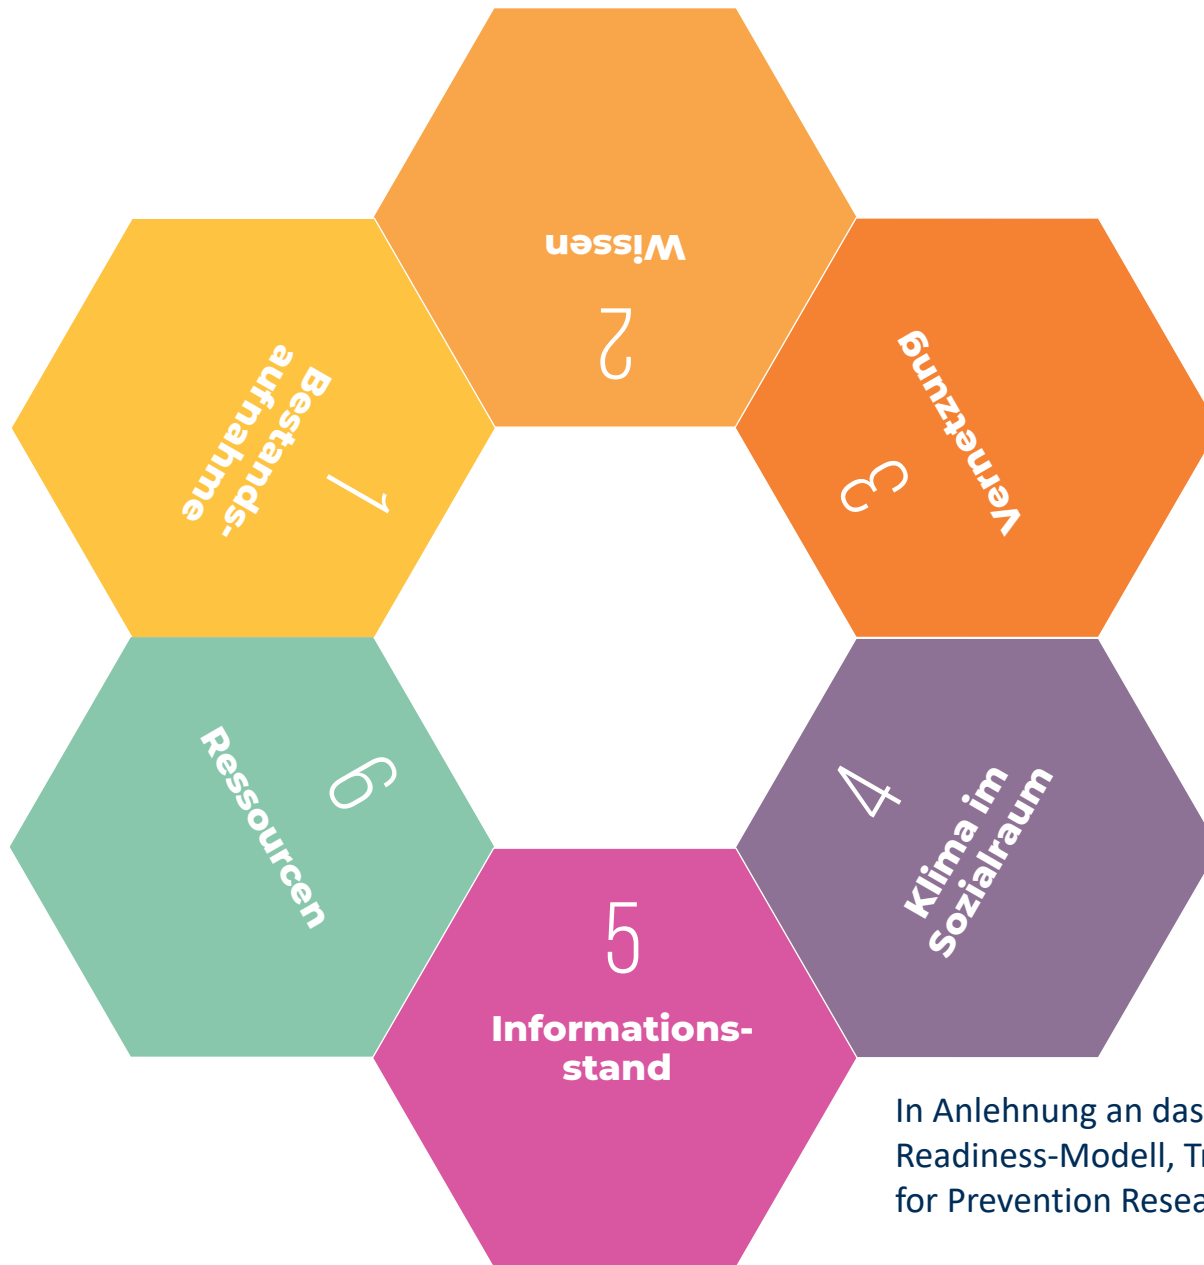 1
Bestands-
aufnahme
2
Wissen
3
Vernetzung
4
Klima im
Sozialraum
5
Informations-
stand
6
Ressourcen
In Anlehnung an das
Readiness-Modell, Tr
for Prevention Resea